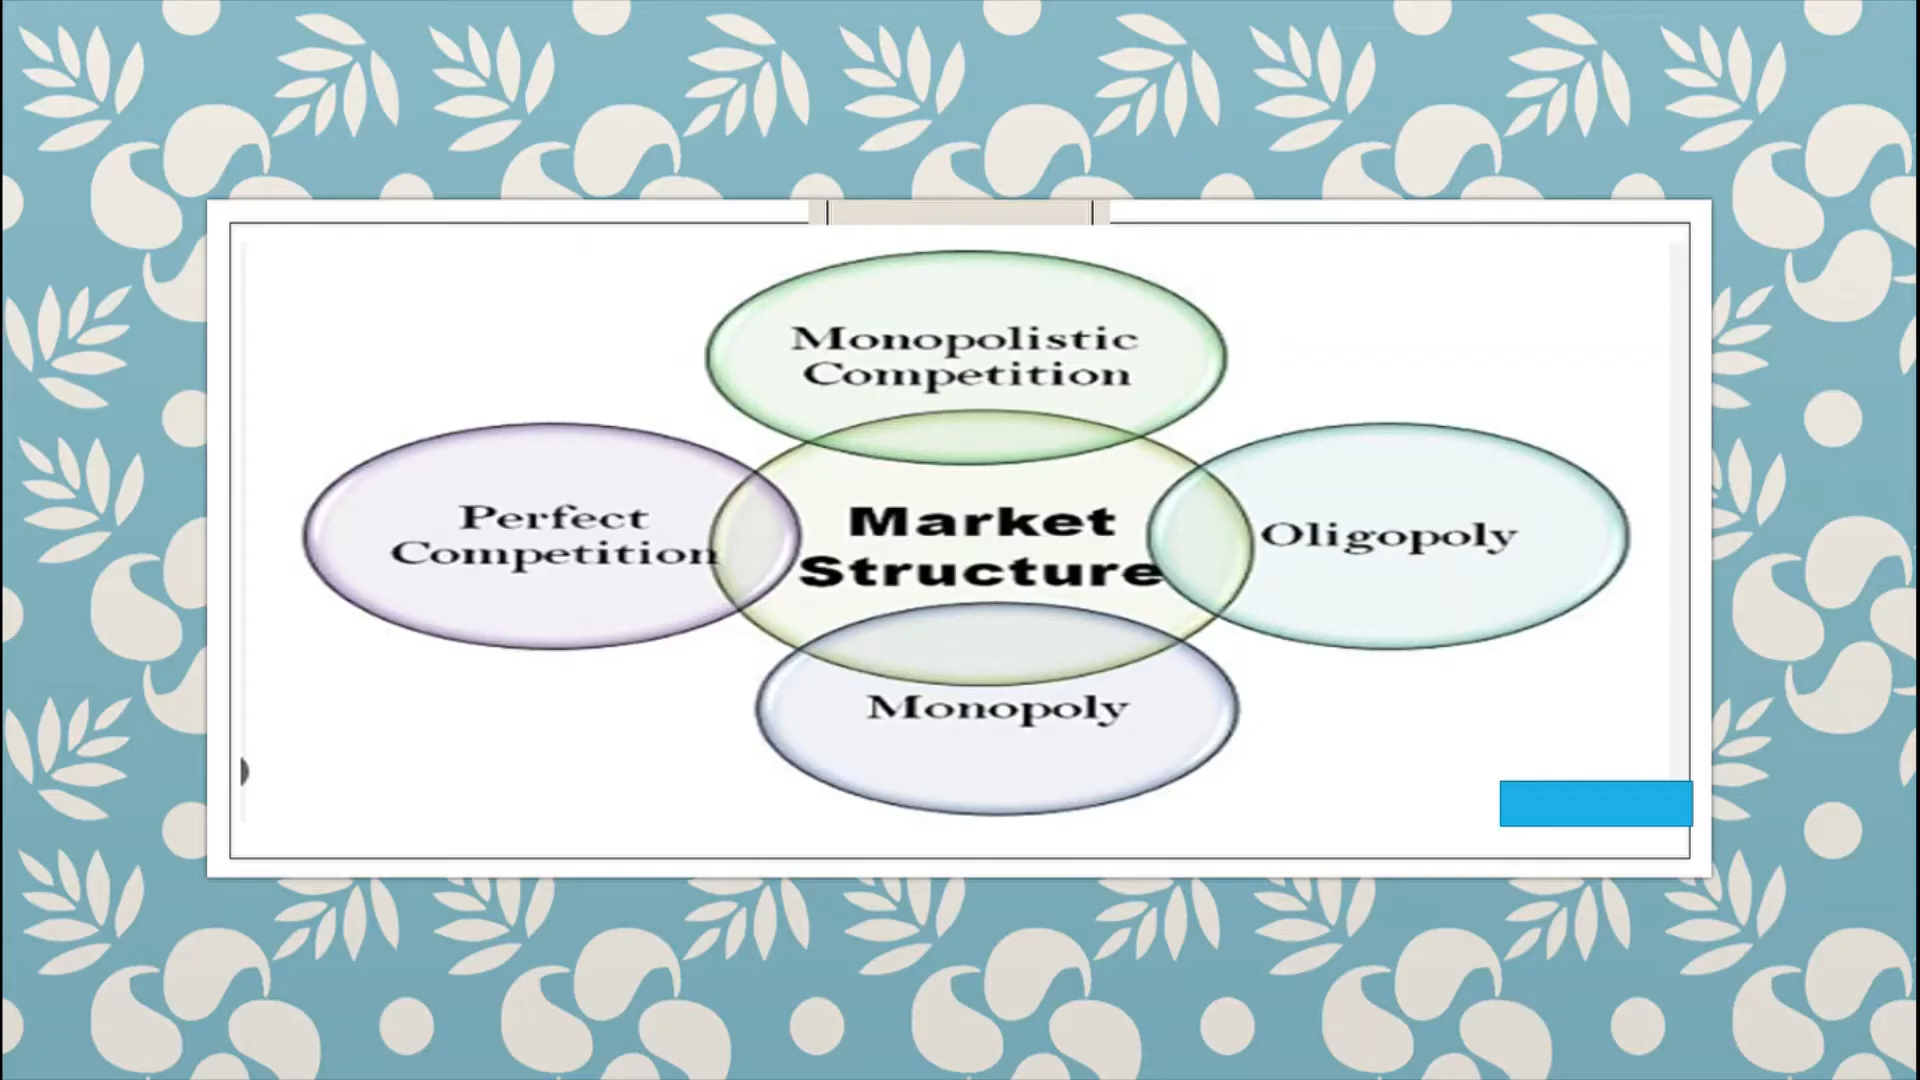 Monopolistic
Competition
Perfect
Competition
Market
Structure
Oligopoly
Monopoly